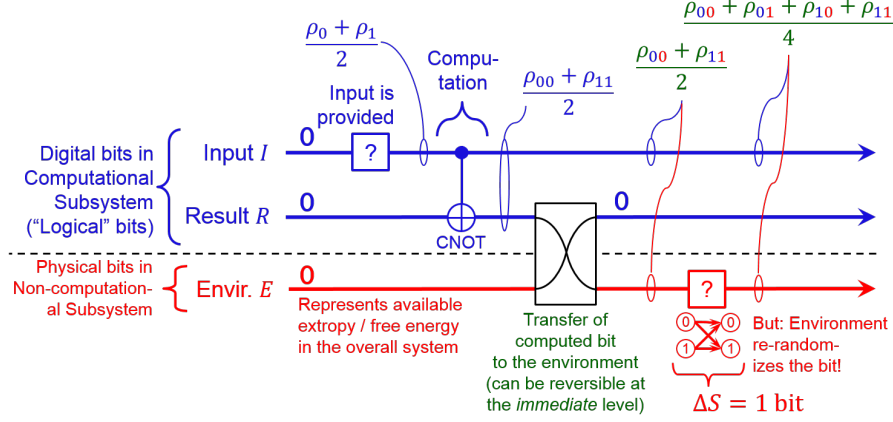 ρ₀ + ρ₁
2
Compu-
tation
ρ₀₀ + ρ₁₁
2
ρ₀₀ + ρ₁₁
2
ρ₀₀ + ρ₀₁ + ρ₁₀ + ρ₁₁
4
Input is
provided
Digital bits in
Computational
Subsystem
(“Logical” bits)
Input I
0
?
Result R
0
CNOT
0
Physical bits in
Non-computation-
al Subsystem
Envir. E
0
Represents available
extropy / free energy
in the overall system
Transfer of
computed bit
to the environment
(can be reversible at
the immediate level)
?
0 0
1 1
But: Environment
re-random-
izes the bit!
ΔS = 1 bit